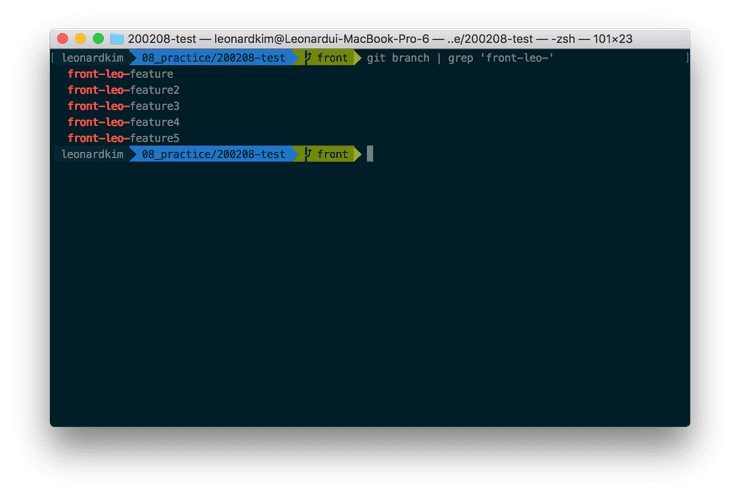 200208-test — leonardkim@Leonardui-MacBook-Pro-6 — ..e/200208-test — -zsh — 101×23
[ leonardkim 08_practice/200208-test front git branch | grep 'front-leo-' ]
front-leo-feature
front-leo-feature2
front-leo-feature3
front-leo-feature4
front-leo-feature5
leonardkim 08_practice/200208-test front